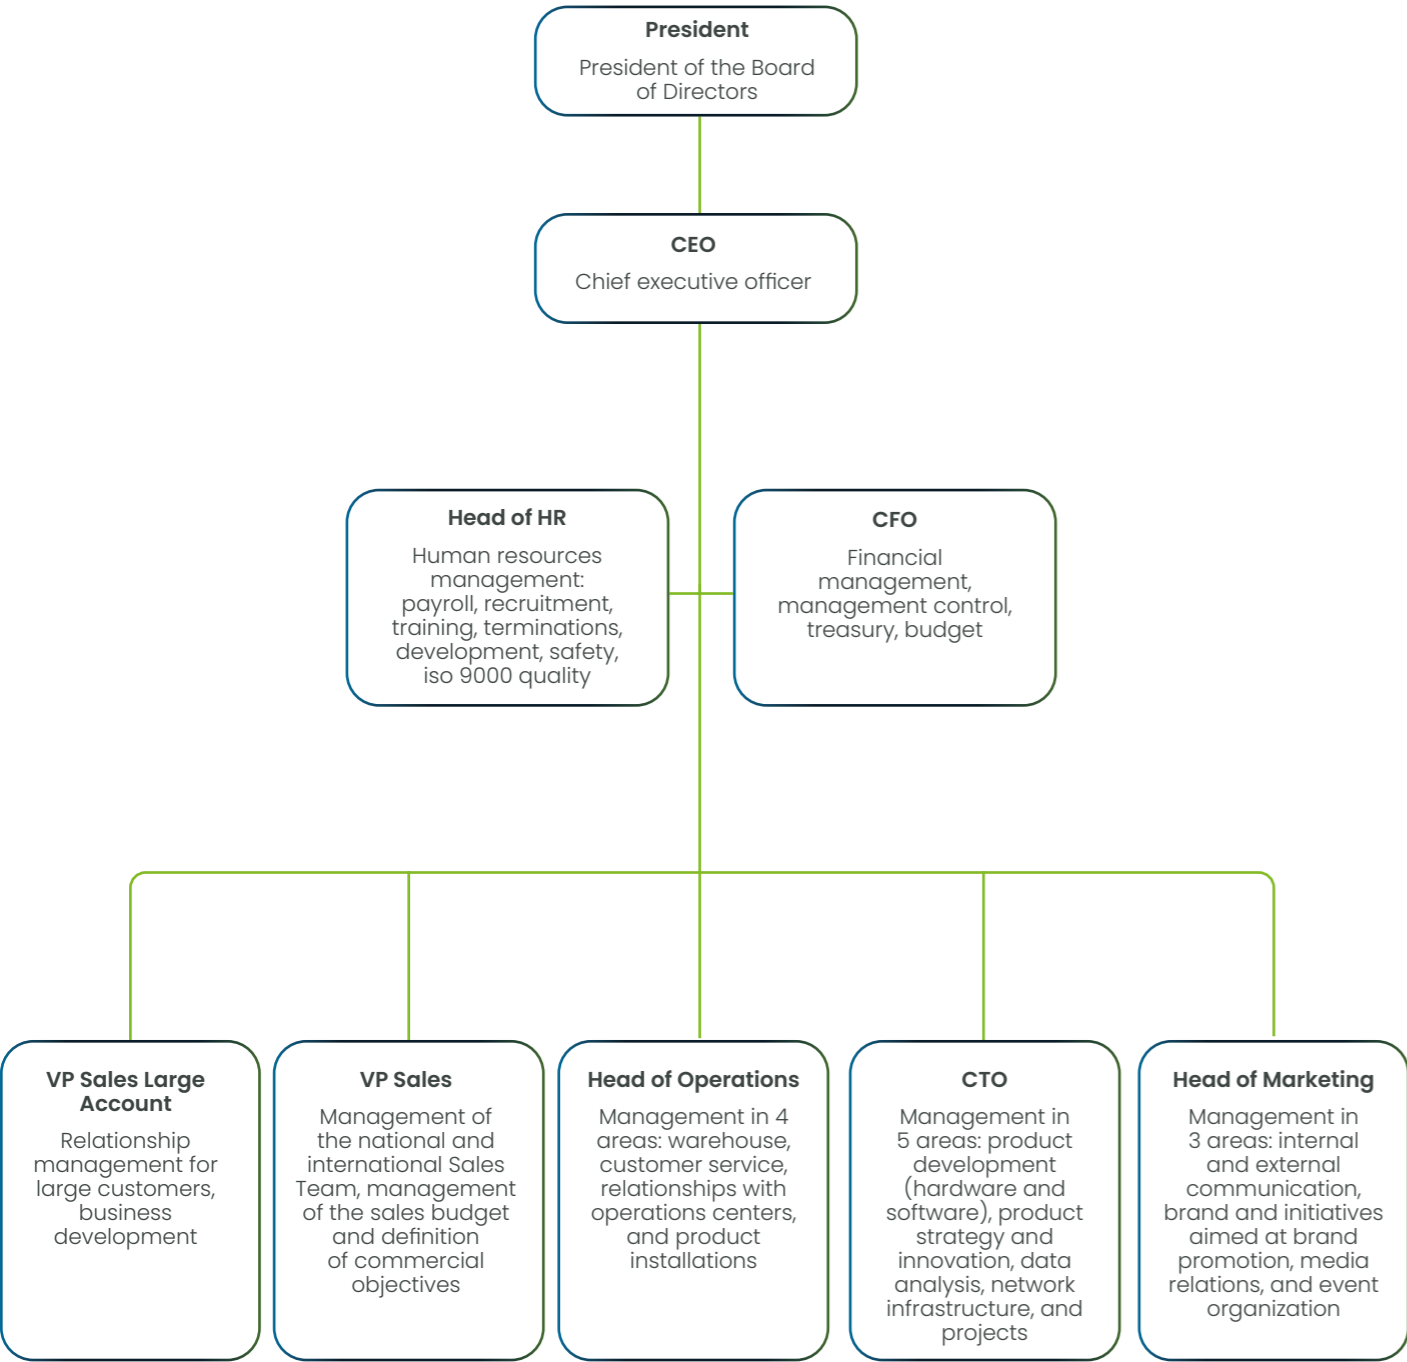 President
President of the Board
of Directors
CEO
Chief executive officer
Head of HR
Human resources
management:
payroll, recruitment,
training, terminations,
development, safety,
iso 9000 quality
CFO
Financial
management,
management control,
treasury, budget
VP Sales Large
Account
Relationship
management for
large customers,
business
development
VP Sales
Management of
the national and
international Sales
Team, management
of the sales budget
and definition
of commercial
objectives
Head of Operations
Management in 4
areas: warehouse,
customer service,
relationships with
operations centers,
and product
installations
CTO
Management in
5 areas: product
development
(hardware and
software), product
strategy and
innovation, data
analysis, network
infrastructure, and
projects
Head of Marketing
Management in
3 areas: internal
and external
communication,
brand and initiatives
aimed at brand
promotion, media
relations, and event
organization